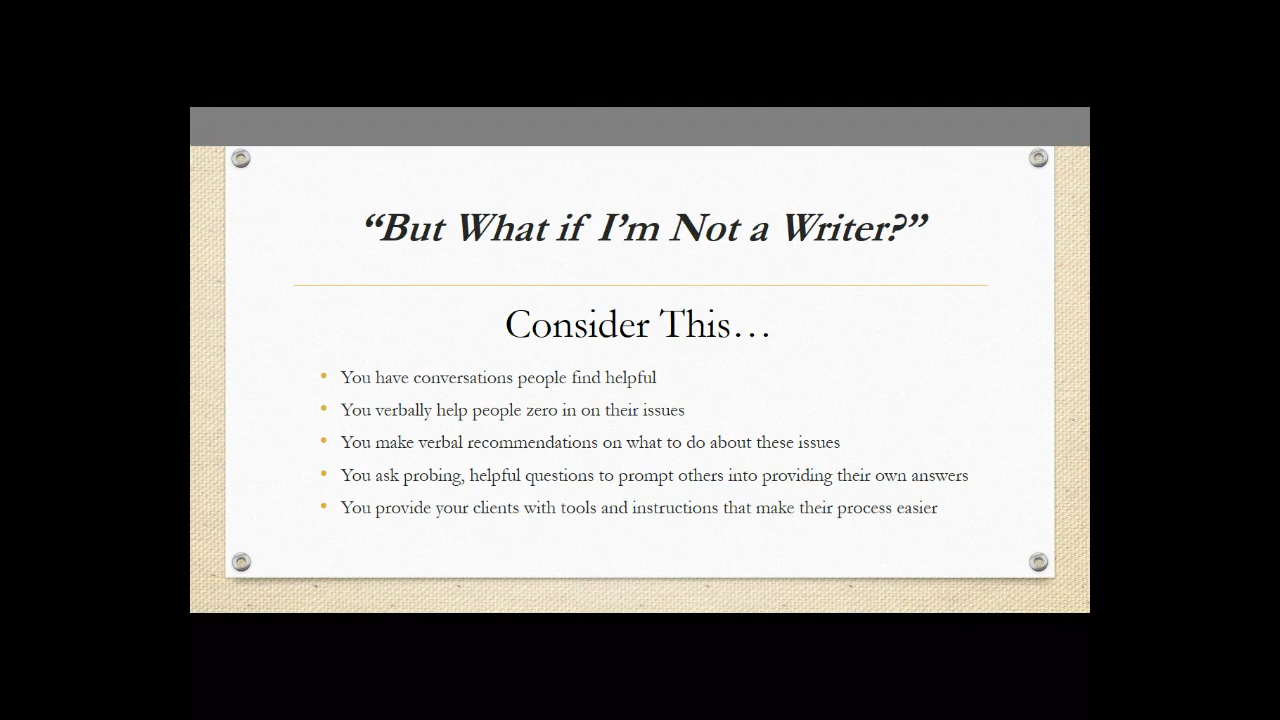 “But What if I’m Not a Writer?”
Consider This…
• You have conversations people find helpful
• You verbally help people zero in on their issues
• You make verbal recommendations on what to do about these issues
• You ask probing, helpful questions to prompt others into providing their own answers
• You provide your clients with tools and instructions that make their process easier